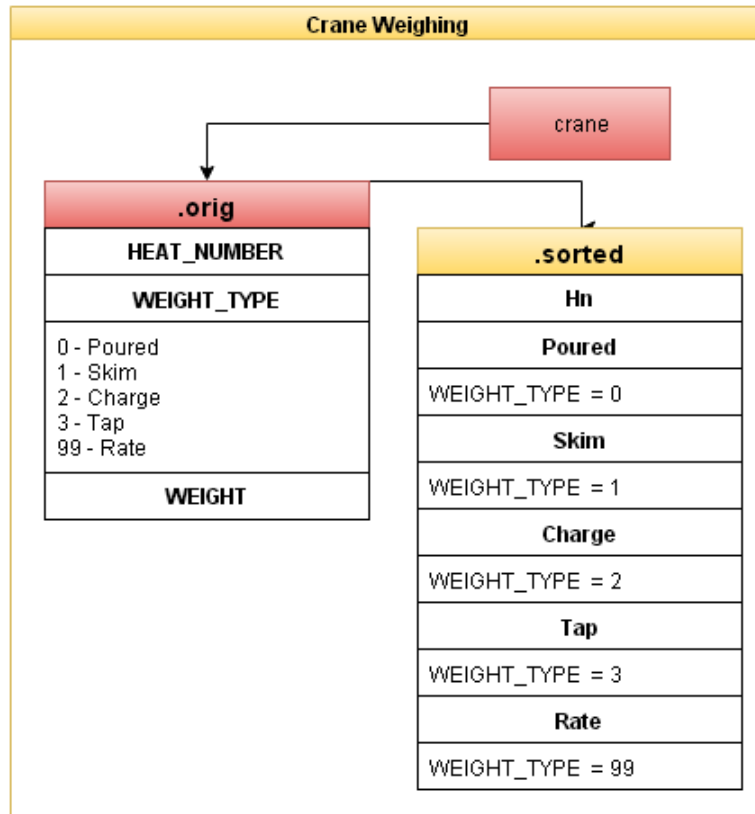 Crane Weighing
crane
.orig
HEAT_NUMBER
WEIGHT_TYPE
0 - Poured
1 - Skim
2 - Charge
3 - Tap
99 - Rate
WEIGHT
.sorted
Hn
Poured
WEIGHT_TYPE = 0
Skim
WEIGHT_TYPE = 1
Charge
WEIGHT_TYPE = 2
Tap
WEIGHT_TYPE = 3
Rate
WEIGHT_TYPE = 99